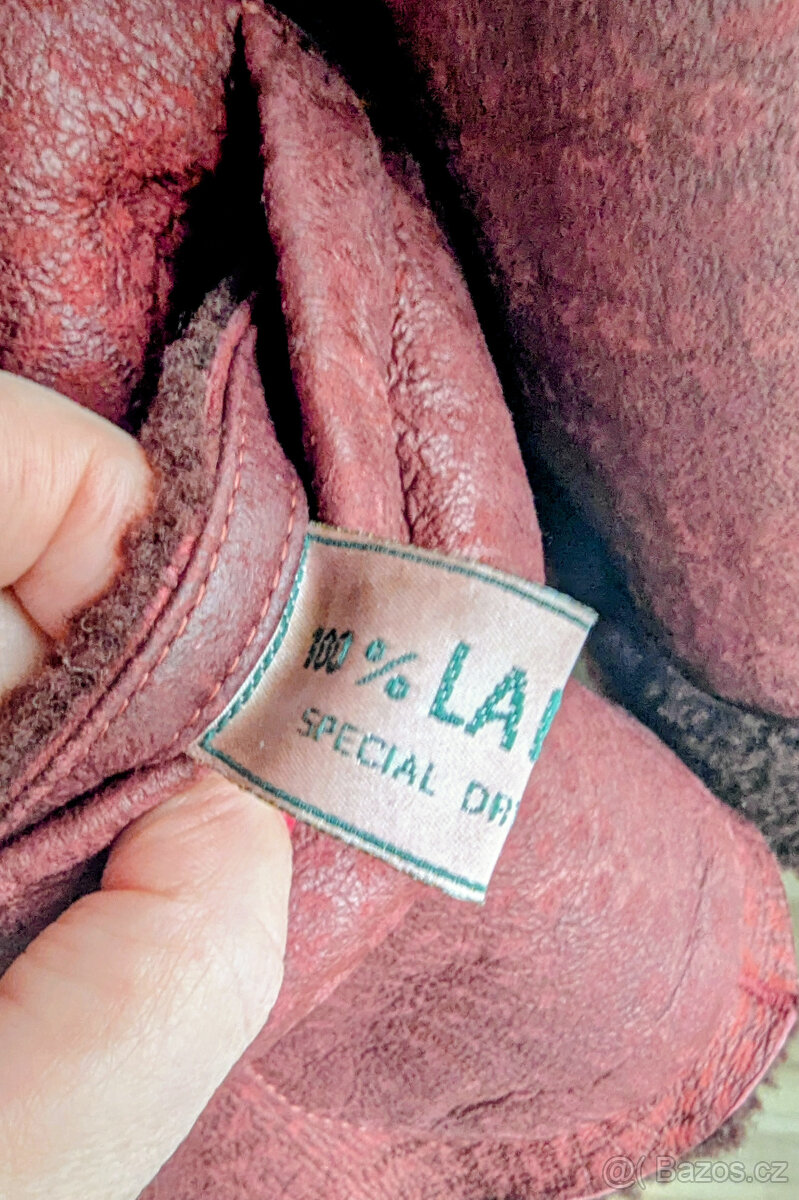 100 % LA
SPECIAL DR
@( Bazos.cz